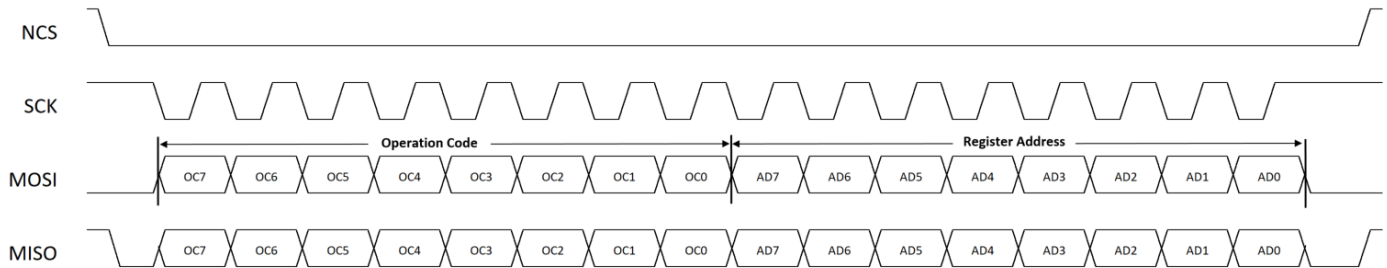 NCS
SCK
Operation Code Register Address
MOSI OC7 OC6 OC5 OC4 OC3 OC2 OC1 OC0 AD7 AD6 AD5 AD4 AD3 AD2 AD1 AD0
MISO OC7 OC6 OC5 OC4 OC3 OC2 OC1 OC0 AD7 AD6 AD5 AD4 AD3 AD2 AD1 AD0